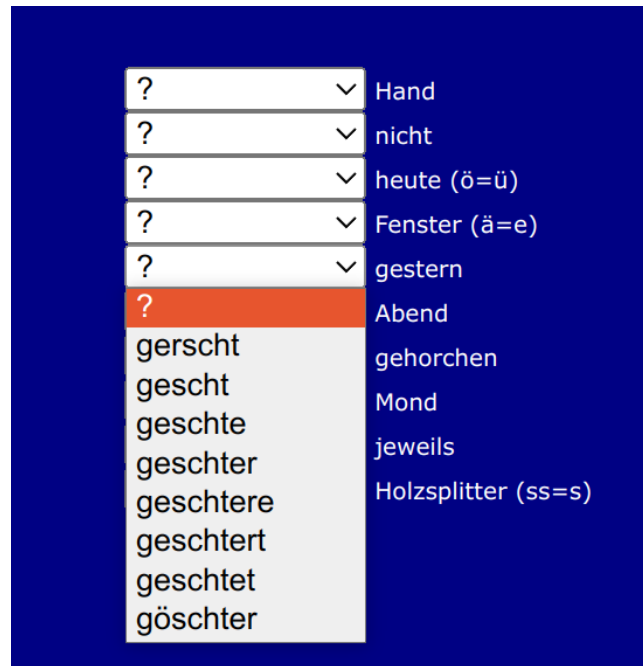 ? Hand
? nicht
? heute (ö=ü)
? Fenster (ä=e)
? gestern
? Abend
gerscht gehorchen
gescht Mond
geschte jeweils
geschter Holzsplitter (ss=s)
geschtere
geschtert
geschtet
göschter